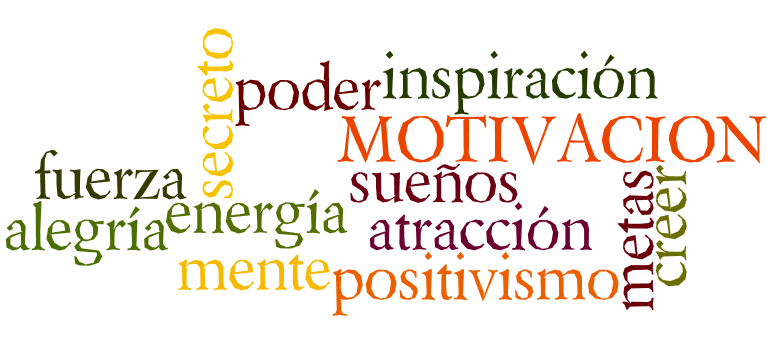 secreto
poder
inspiración
MOTIVACION
fuerza
sueños
metas
creer
alegría
energía
atracción
mente
positivismo